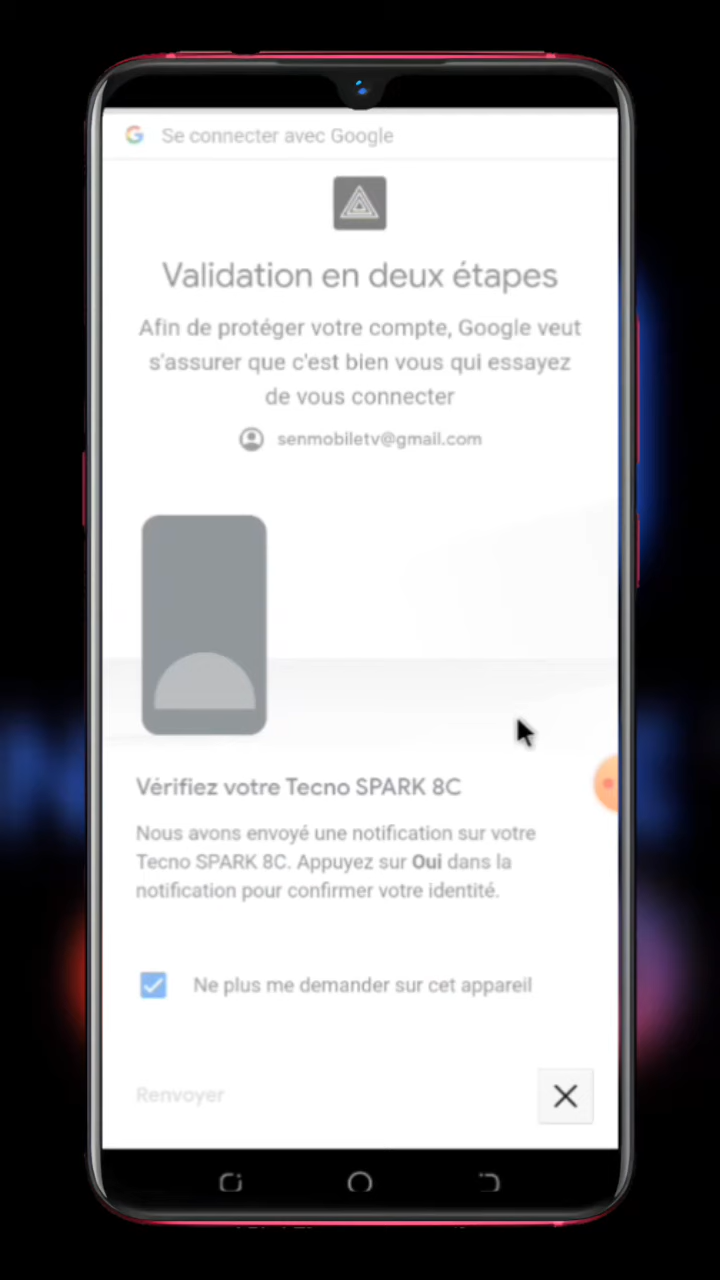 Se connecter avec Google
Validation en deux étapes
Afin de protéger votre compte, Google veut
s'assurer que c'est bien vous qui essayez
de vous connecter
senmobiletv@gmail.com
Vérifiez votre Tecno SPARK 8C
Nous avons envoyé une notification sur votre
Tecno SPARK 8C. Appuyez sur Oui dans la
notification pour confirmer votre identité.
Ne plus me demander sur cet appareil
Renvoyer